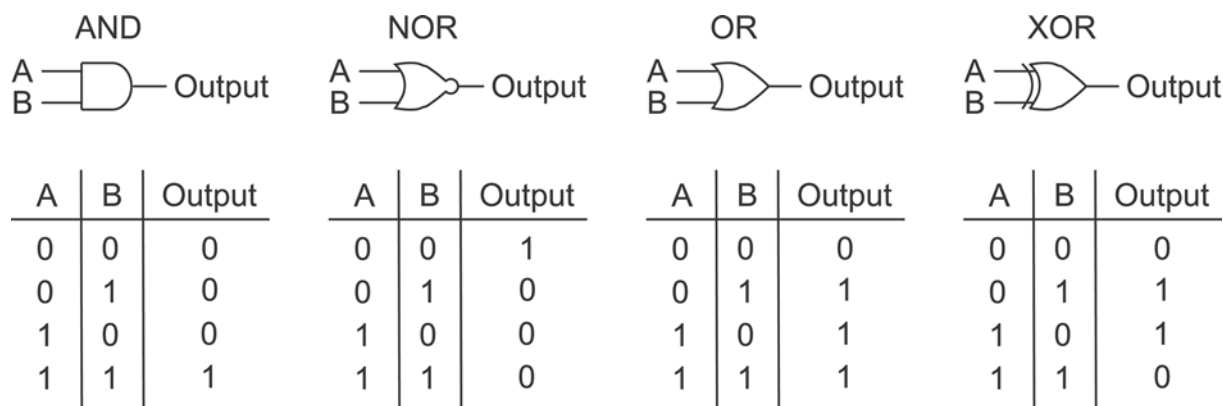 AND NOR OR XOR
A Output A Output A Output A Output
B B B B
A B Output A B Output A B Output A B Output
0 0 0 0 0 1 0 0 0 0 0 0
0 1 0 0 1 0 0 1 1 0 1 1
1 0 0 1 0 0 1 0 1 1 0 1
1 1 1 1 1 0 1 1 1 1 1 0